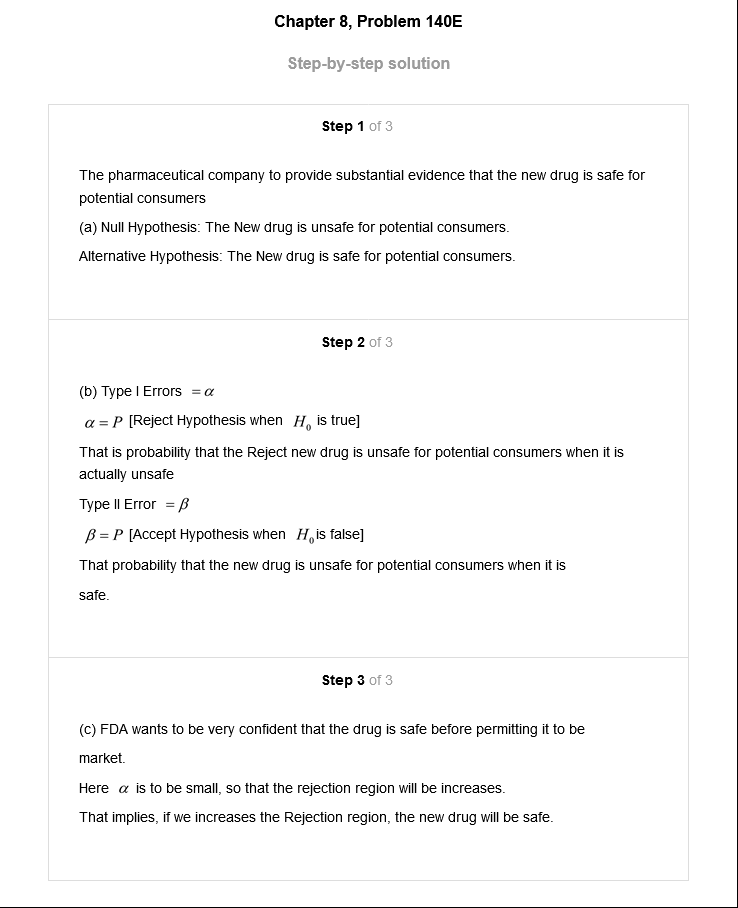 Chapter 8, Problem 140E
Step-by-step solution
Step 1 of 3
The pharmaceutical company to provide substantial evidence that the new drug is safe for
potential consumers
(a) Null Hypothesis: The New drug is unsafe for potential consumers.
Alternative Hypothesis: The New drug is safe for potential consumers.
Step 2 of 3
(b) Type I Errors = α
α = P [Reject Hypothesis when H₀ is true]
That is probability that the Reject new drug is unsafe for potential consumers when it is
actually unsafe
Type II Error = β
β = P [Accept Hypothesis when H₀ is false]
That probability that the new drug is unsafe for potential consumers when it is
safe.
Step 3 of 3
(c) FDA wants to be very confident that the drug is safe before permitting it to be
market.
Here α is to be small, so that the rejection region will be increases.
That implies, if we increases the Rejection region, the new drug will be safe.